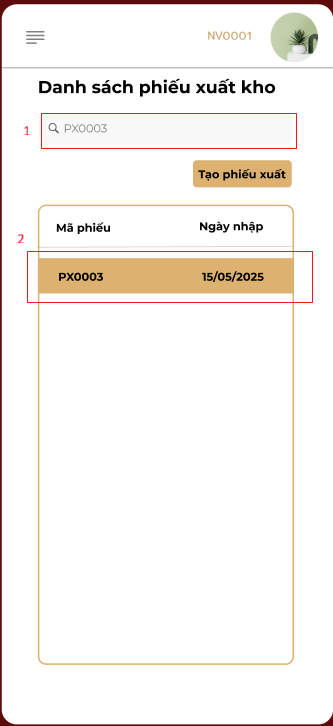 NV0001
Danh sách phiếu xuất kho
1
PX0003
Tạo phiếu xuất
2
Mã phiếu Ngày nhập
PX0003 15/05/2025